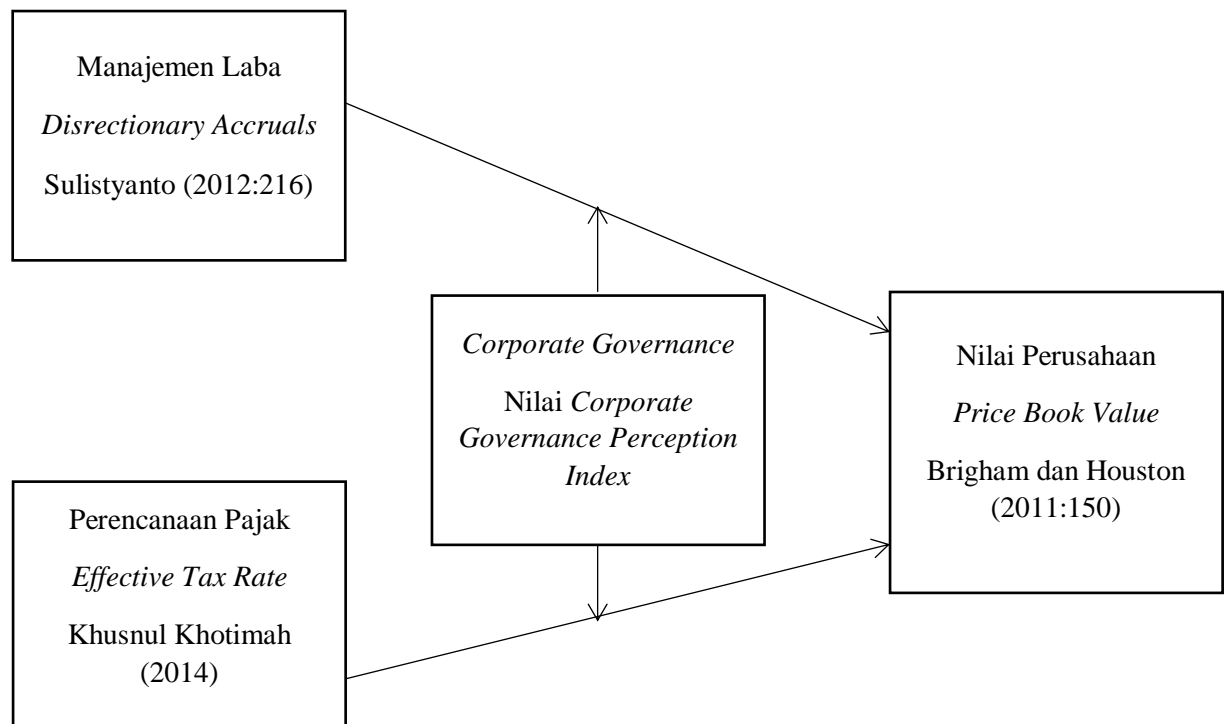 Manajemen Laba
Disrectionary Accruals
Sulistyanto (2012:216)
Corporate Governance
Nilai Corporate
Governance Perception
Index
Nilai Perusahaan
Price Book Value
Brigham dan Houston
(2011:150)
Perencanaan Pajak
Effective Tax Rate
Khusnul Khotimah
(2014)